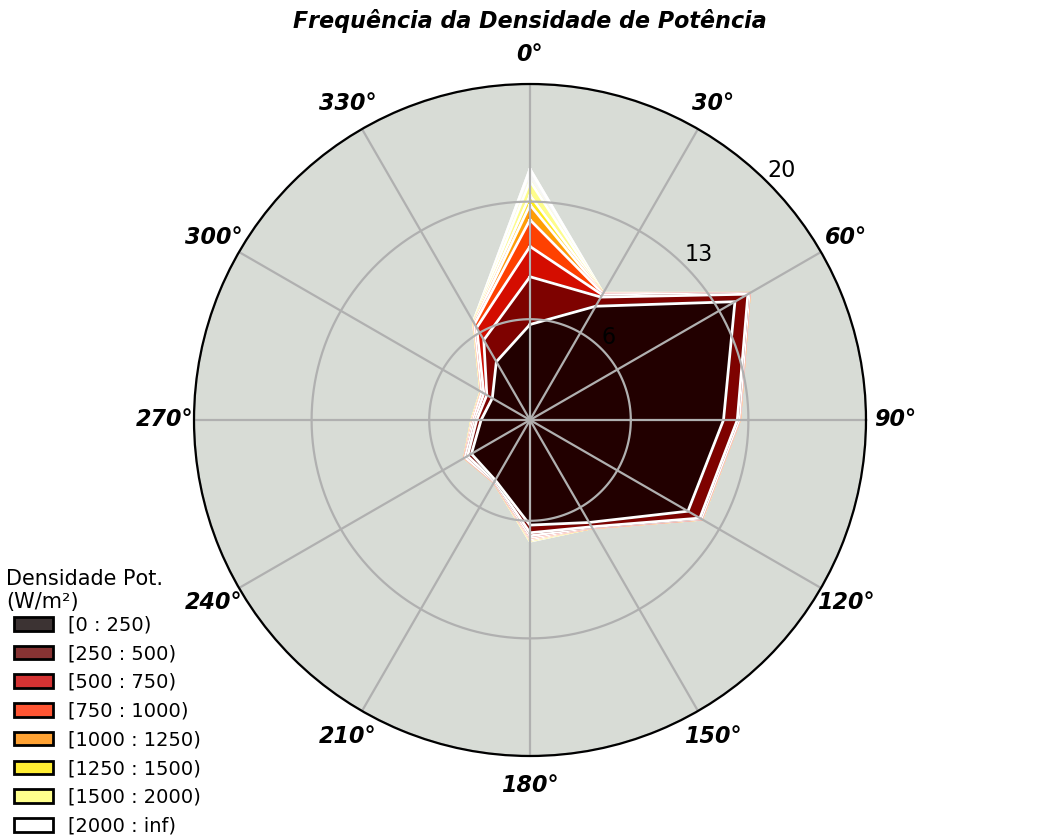 Frequência da Densidade de Potência
0°
330°
30°
20
300°
60°
13
6
270°
90°
240°
120°
210°
150°
180°
Densidade Pot.
(W/m²)
[0 : 250)
[250 : 500)
[500 : 750)
[750 : 1000)
[1000 : 1250)
[1250 : 1500)
[1500 : 2000)
[2000 : inf)